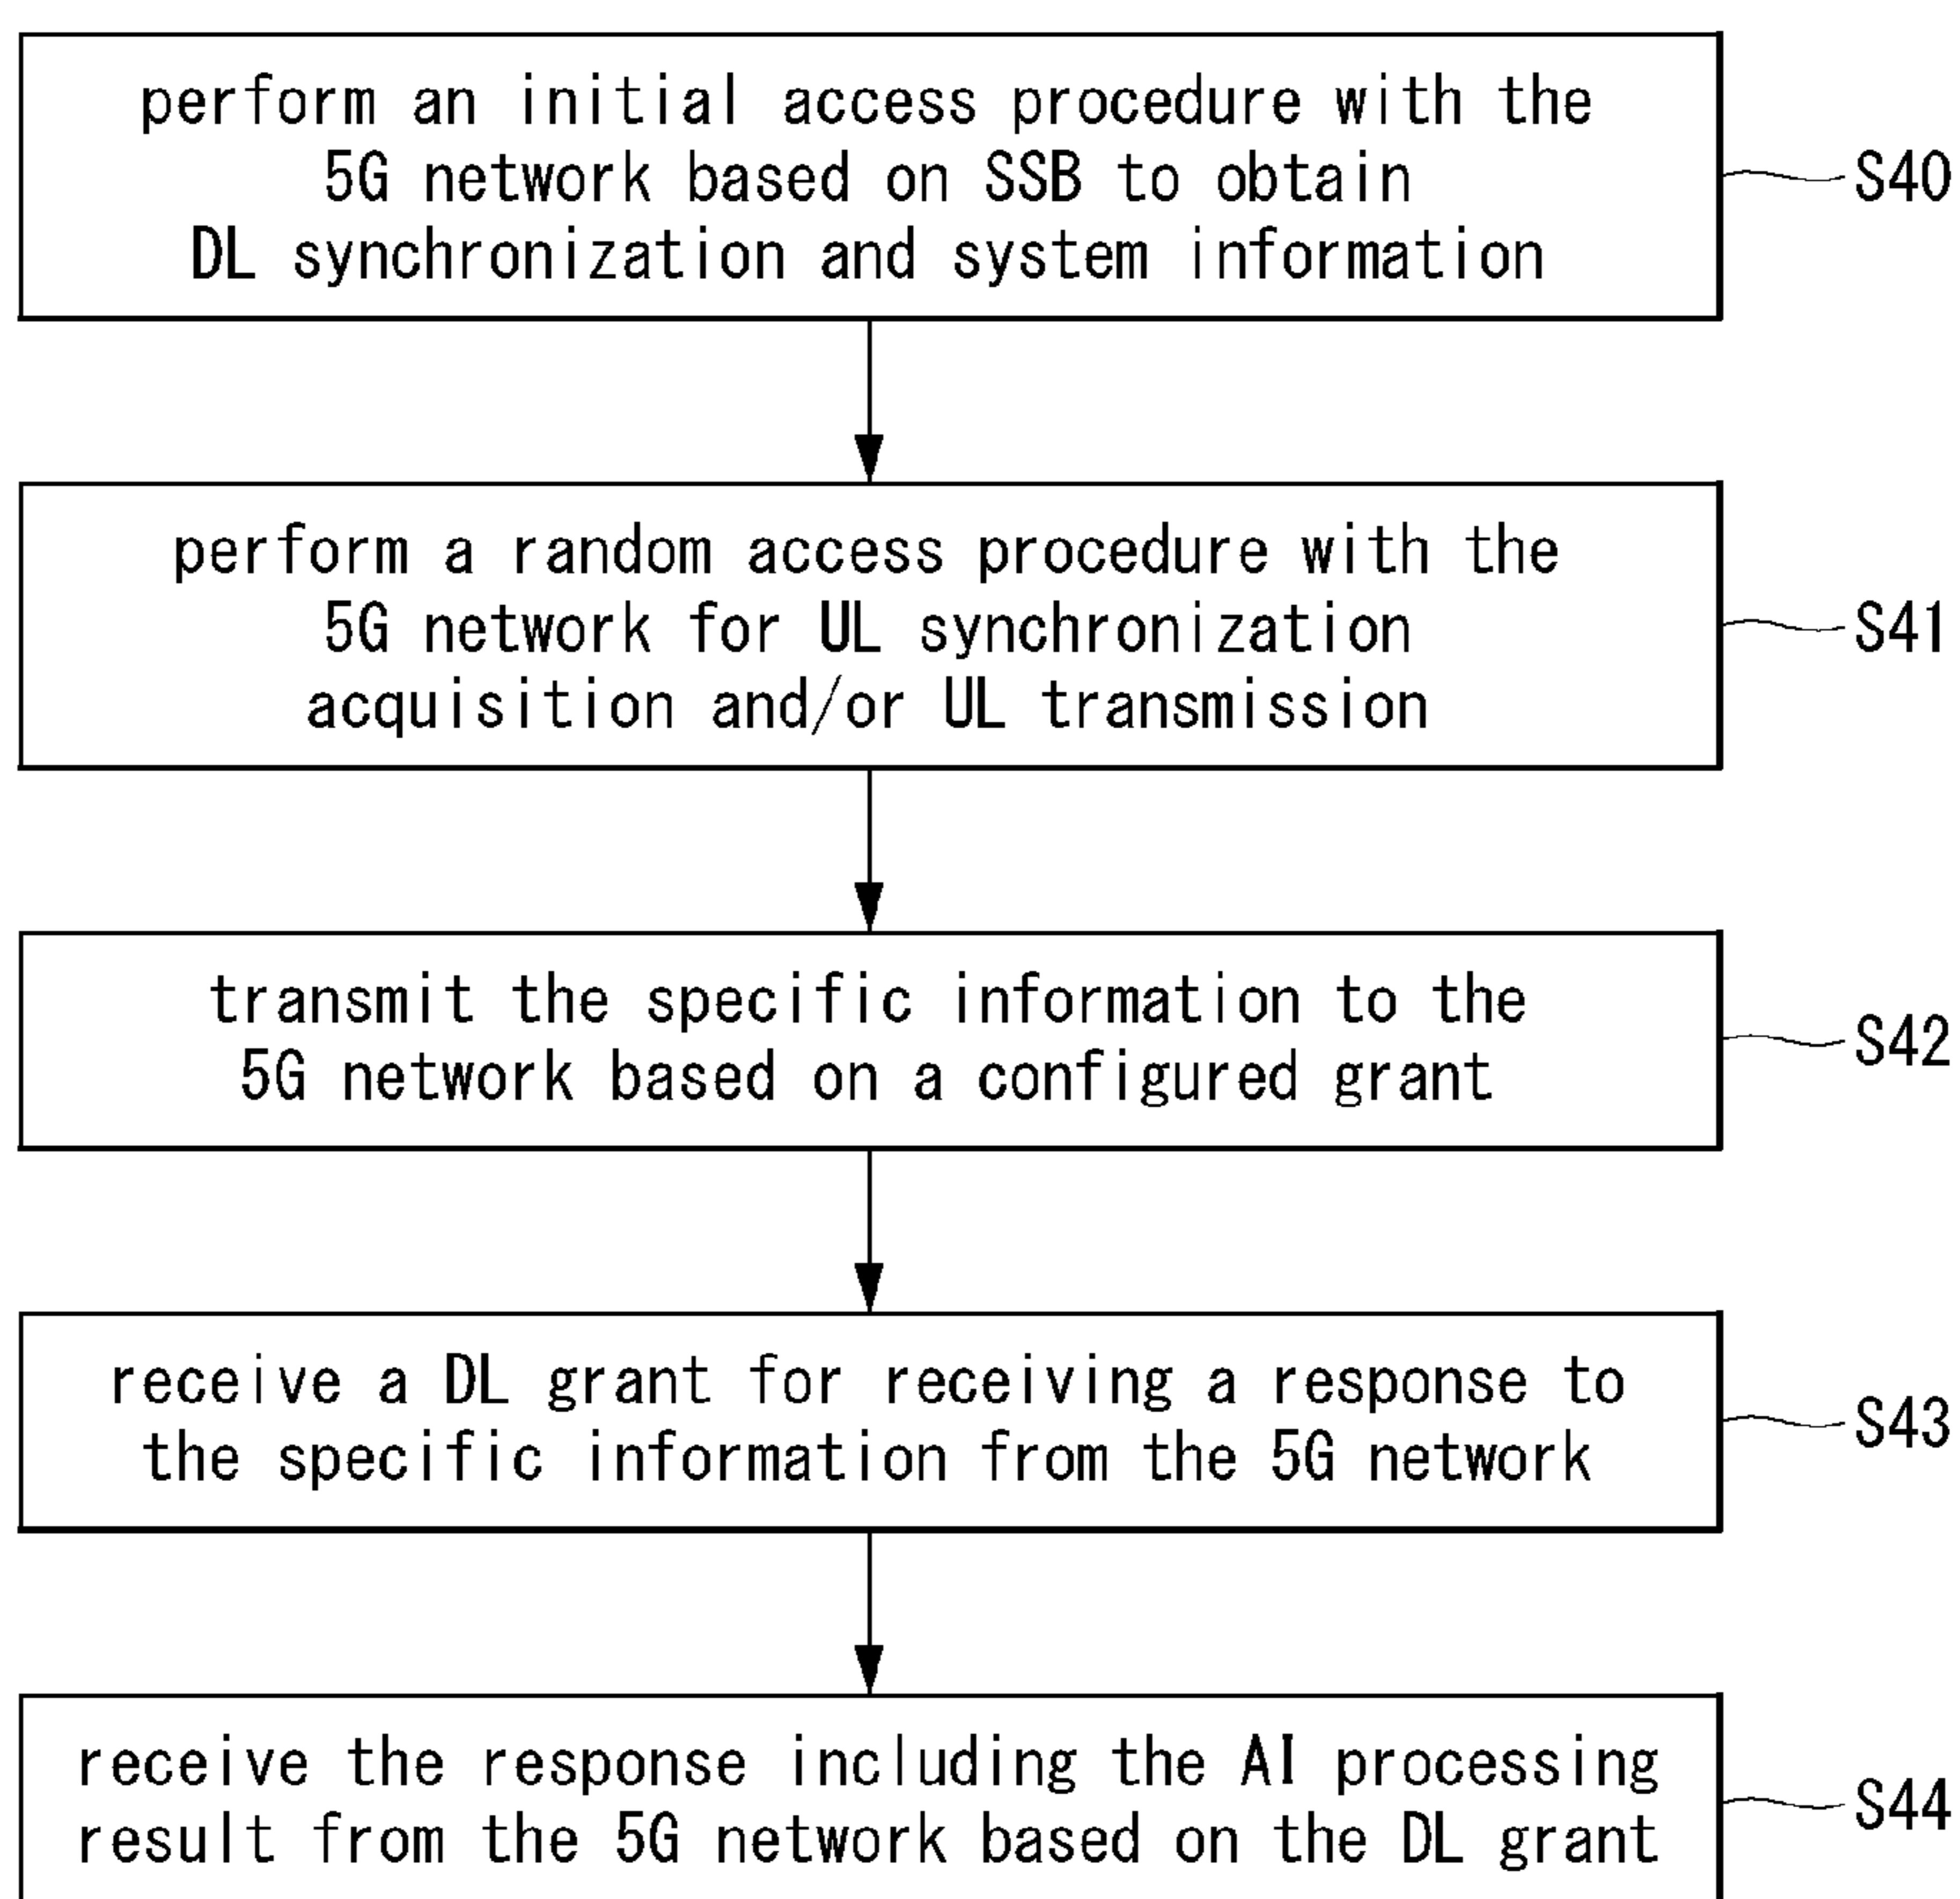 perform an initial access procedure with the
5G network based on SSB to obtain
DL synchronization and system information
S40
perform a random access procedure with the
5G network for UL synchronization
acquisition and/or UL transmission
S41
transmit the specific information to the
5G network based on a configured grant
S42
receive a DL grant for receiving a response to
the specific information from the 5G network
S43
receive the response including the AI processing
result from the 5G network based on the DL grant
S44